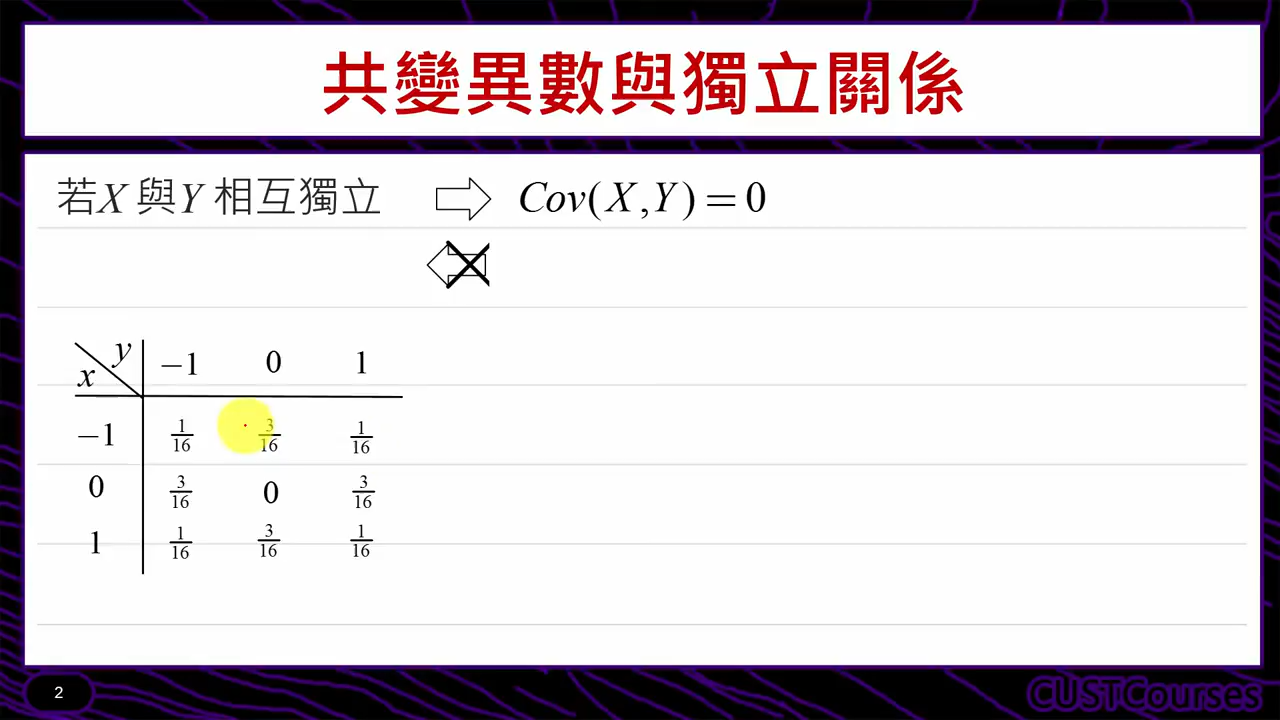 共變異數與獨立關係
若X 與Y 相互獨立 ⇨ Cov(X,Y)=0
y
x
−1 0 1
−1 1/16 3/16 1/16
0 3/16 0 3/16
1 1/16 3/16 1/16
2
CUSTCourses